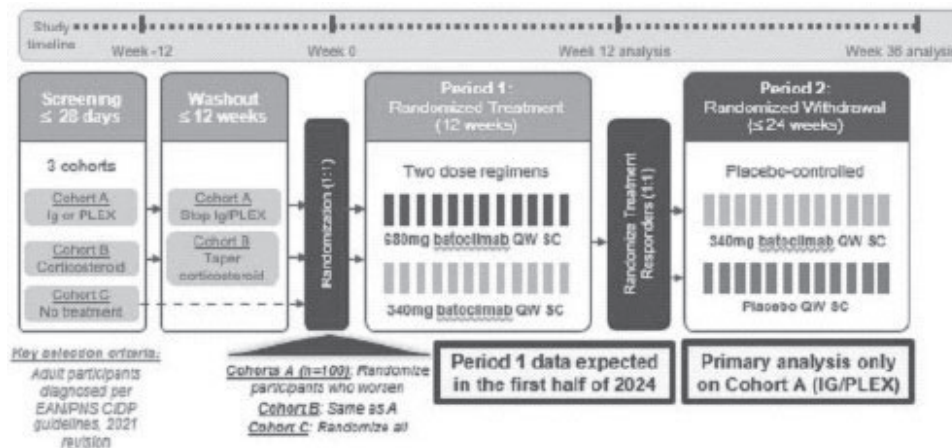 Study
timeline
Week -12
Week 0
Week 12 analysis
Week 36 analysis
Screening
≤ 28 days
3 cohorts
Cohort A
Ig or PLEX
Cohort B
Corticosteroid
Cohort C
No treatment
Washout
≤ 12 weeks
Cohort A
Stop Ig/PLEX
Cohort B
Taper
corticosteroid
Randomization (1:1)
Period 1:
Randomized Treatment
(12 weeks)
Two dose regimens
680mg batoclimab QW SC
340mg batoclimab QW SC
Randomize Treatment
Responders (1:1)
Period 2:
Randomized Withdrawal
(≤ 24 weeks)
Placebo-controlled
340mg batoclimab QW SC
Placebo QW SC
Key selection criteria:
Adult participants
diagnosed per
EAN/PNS CIDP
guidelines, 2021
revision
Cohorts A (n=100): Randomize
participants who worsen
Cohort B: Same as A
Cohort C: Randomize all
Period 1 data expected
in the first half of 2024
Primary analysis only
on Cohort A (IG/PLEX)